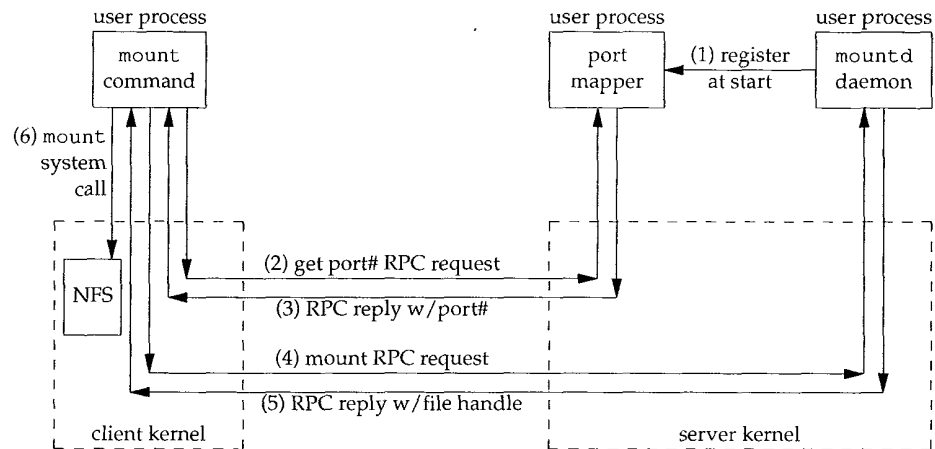 user process
user process
user process
mount
command
port
mapper
(1) register
at start
mountd
daemon
(6) mount
system
call
NFS
(2) get port# RPC request
(3) RPC reply w/port#
(4) mount RPC request
(5) RPC reply w/file handle
client kernel
server kernel